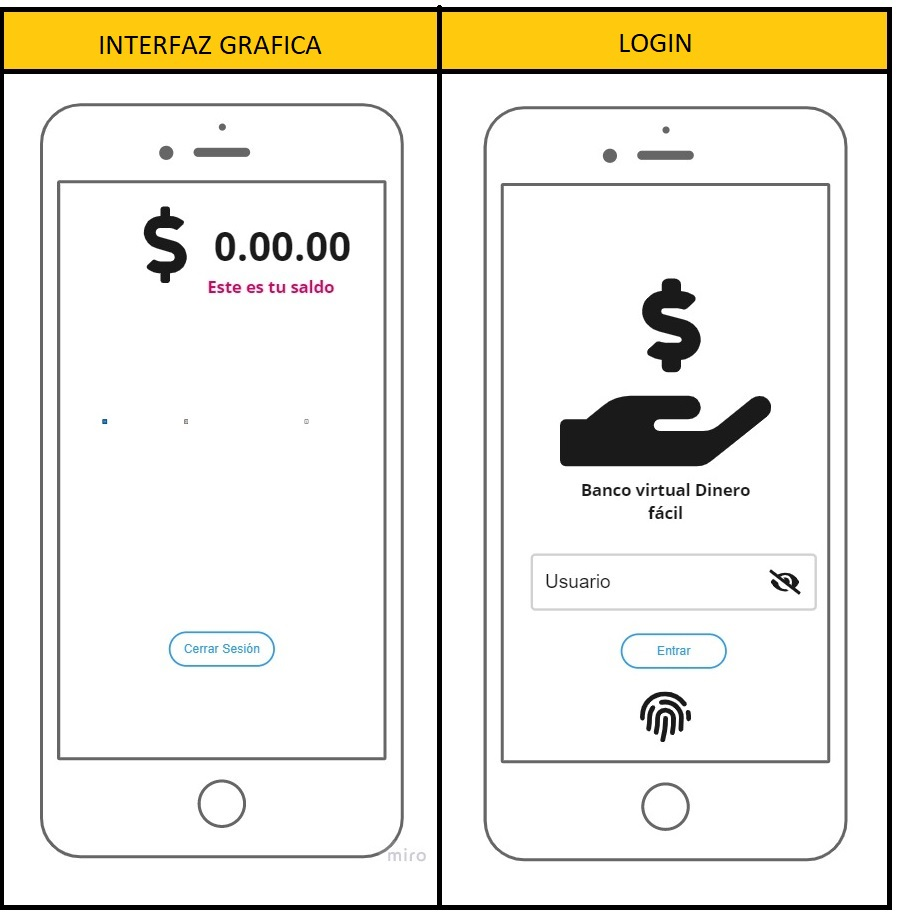 INTERFAZ GRAFICA
LOGIN
$ 0.00.00
Este es tu saldo
Cerrar Sesión
$
Banco virtual Dinero
fácil
Usuario
Entrar
miro